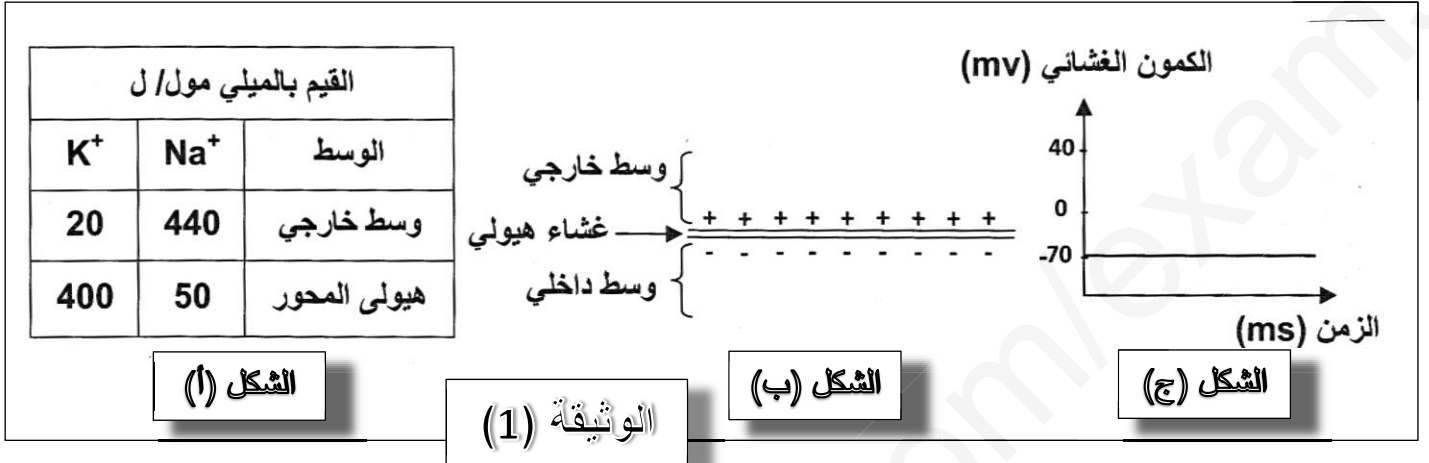 القيم بالميلي مول/ ل
الوسط Na+ K+
وسط خارجي 440 20
هيولى المحور 50 400
الشكل (أ)
وسط خارجي
+ + + + + + + + +
غشاء هيولي
- - - - - - - - -
وسط داخلي
الشكل (ب)
الكمون الغشائي (mv)
40
0
-70
الزمن (ms)
الشكل (ج)
الوثيقة (1)